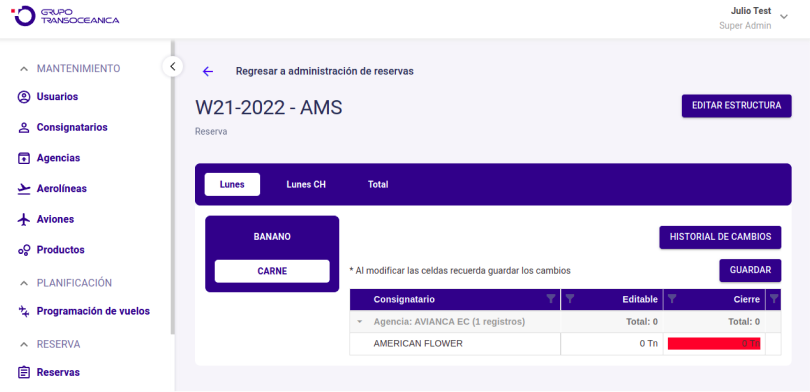 GRUPO
TRANSOCEANICA
Julio Test
Super Admin
MANTENIMIENTO
Usuarios
Consignatarios
Agencias
Aerolíneas
Aviones
Productos
PLANIFICACIÓN
Programación de vuelos
RESERVA
Reservas
Regresar a administración de reservas
W21-2022 - AMS
EDITAR ESTRUCTURA
Reserva
Lunes Lunes CH Total
BANANO
CARNE
HISTORIAL DE CAMBIOS
* Al modificar las celdas recuerda guardar los cambios
GUARDAR
Consignatario Editable Cierre
Agencia: AVIANCA EC (1 registros) Total: 0 Total: 0
AMERICAN FLOWER 0 Tn 0 Tn